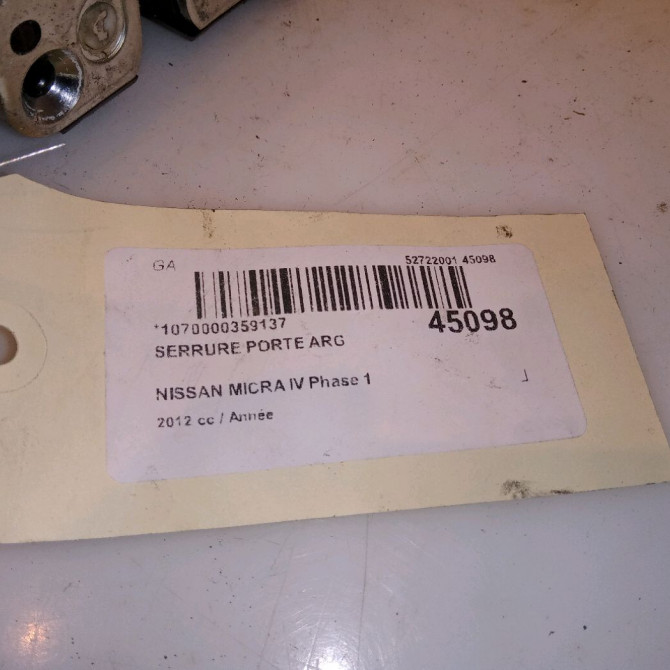 GA
52722001 45098
*1070000359137
45098
SERRURE PORTE ARG
NISSAN MICRA IV Phase 1
2012 cc / Année